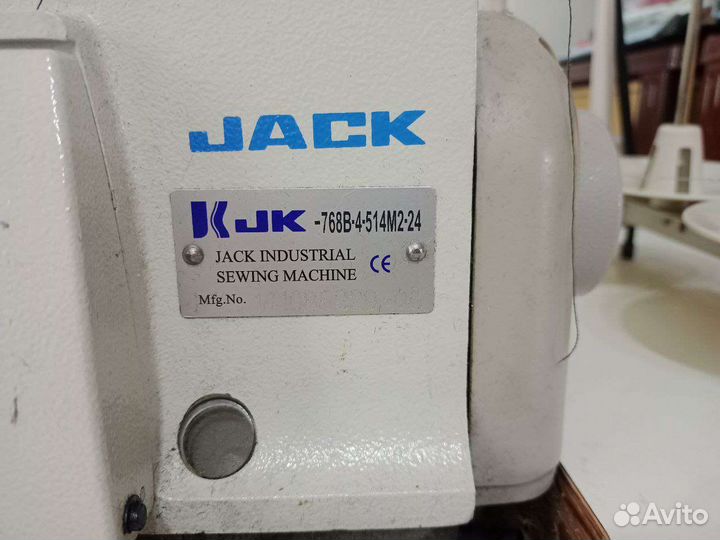 JACK
JK -768B-4-514M2-24
JACK INDUSTRIAL
SEWING MACHINE CE
Mfg.No.
Avito